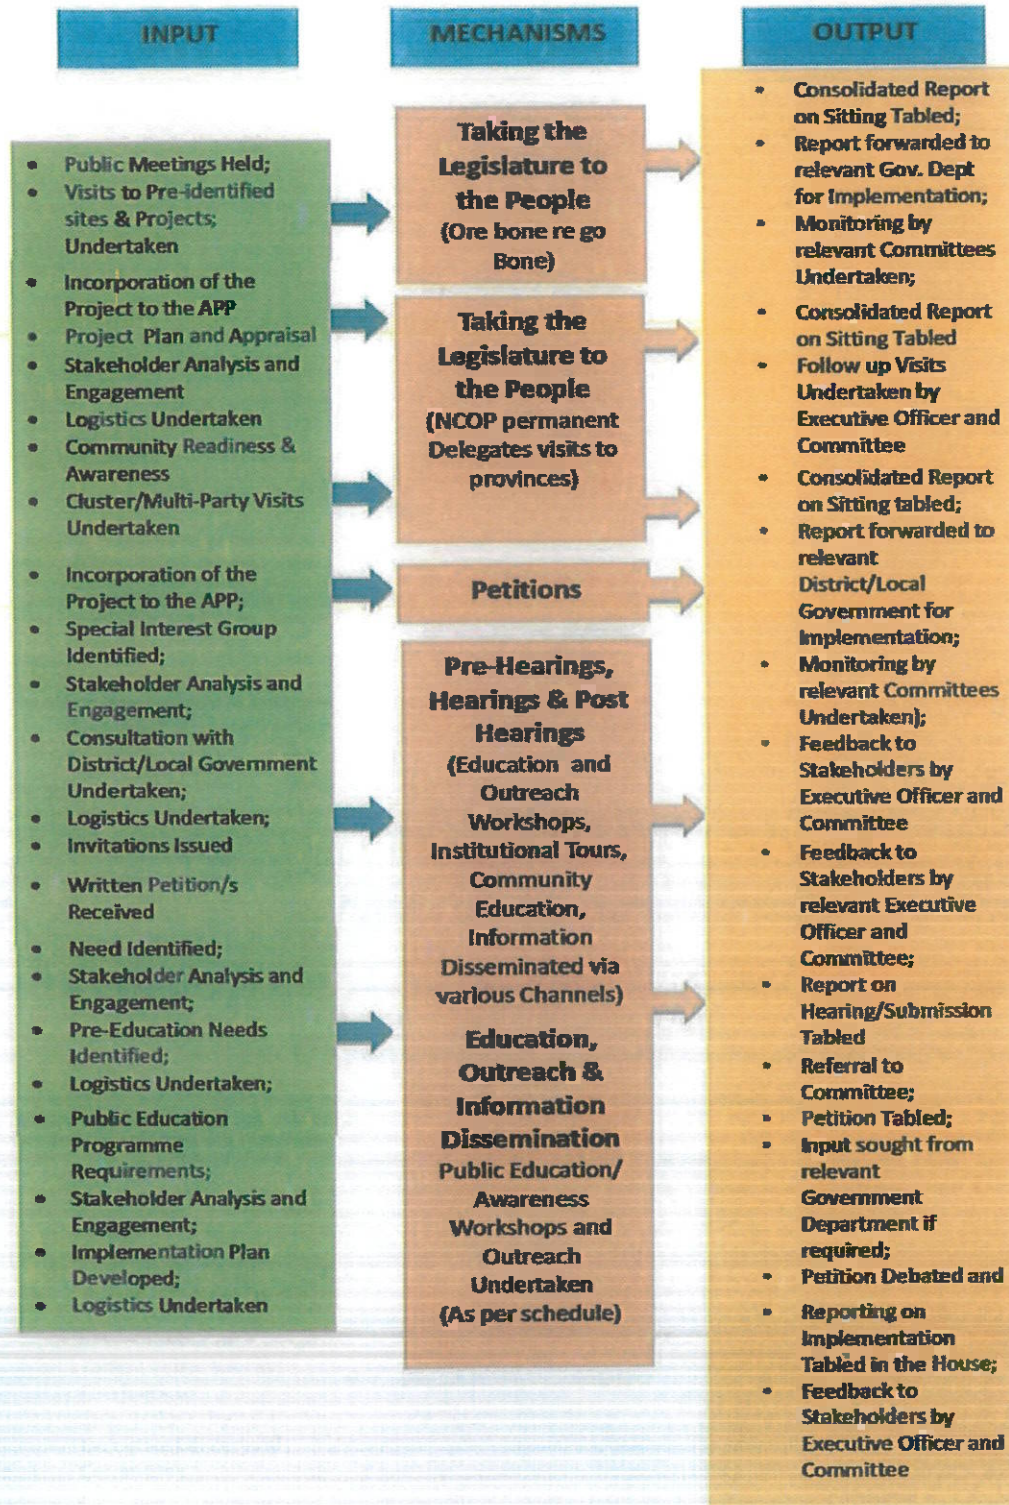 INPUT
MECHANISMS
OUTPUT
• Public Meetings Held;
• Visits to Pre-identified
sites & Projects;
Undertaken
• Incorporation of the
Project to the APP
• Project Plan and Appraisal
• Stakeholder Analysis and
Engagement
• Logistics Undertaken
• Community Readiness &
Awareness
• Cluster/Multi-Party Visits
Undertaken
• Incorporation of the
Project to the APP;
• Special Interest Group
Identified;
• Stakeholder Analysis and
Engagement;
• Consultation with
District/Local Government
Undertaken;
• Logistics Undertaken;
• Invitations Issued
• Written Petition/s
Received
• Need Identified;
• Stakeholder Analysis and
Engagement;
• Pre-Education Needs
Identified;
• Logistics Undertaken;
• Public Education
Programme
Requirements;
• Stakeholder Analysis and
Engagement;
• Implementation Plan
Developed;
• Logistics Undertaken
Taking the
Legislature to
the People
(Ore bone re go
Bone)
Taking the
Legislature to
the People
(NCOP permanent
Delegates visits to
provinces)
Petitions
Pre-Hearings,
Hearings & Post
Hearings
(Education and
Outreach
Workshops,
Institutional Tours,
Community
Education,
Information
Disseminated via
various Channels)
Education,
Outreach &
Information
Dissemination
Public Education/
Awareness
Workshops and
Outreach
Undertaken
(As per schedule)
• Consolidated Report
on Sitting Tabled;
• Report forwarded to
relevant Gov. Dept
for Implementation;
• Monitoring by
relevant Committees
Undertaken;
• Consolidated Report
on Sitting Tabled
• Follow up Visits
Undertaken by
Executive Officer and
Committee
• Consolidated Report
on Sitting tabled;
• Report forwarded to
relevant
District/Local
Government for
Implementation;
• Monitoring by
relevant Committees
Undertaken);
• Feedback to
Stakeholders by
Executive Officer and
Committee
• Feedback to
Stakeholders by
relevant Executive
Officer and
Committee;
• Report on
Hearing/Submission
Tabled
• Referral to
Committee;
• Petition Tabled;
• Input sought from
relevant
Government
Department if
required;
• Petition Debated and
• Reporting on
Implementation
Tabled in the House;
• Feedback to
Stakeholders by
Executive Officer and
Committee